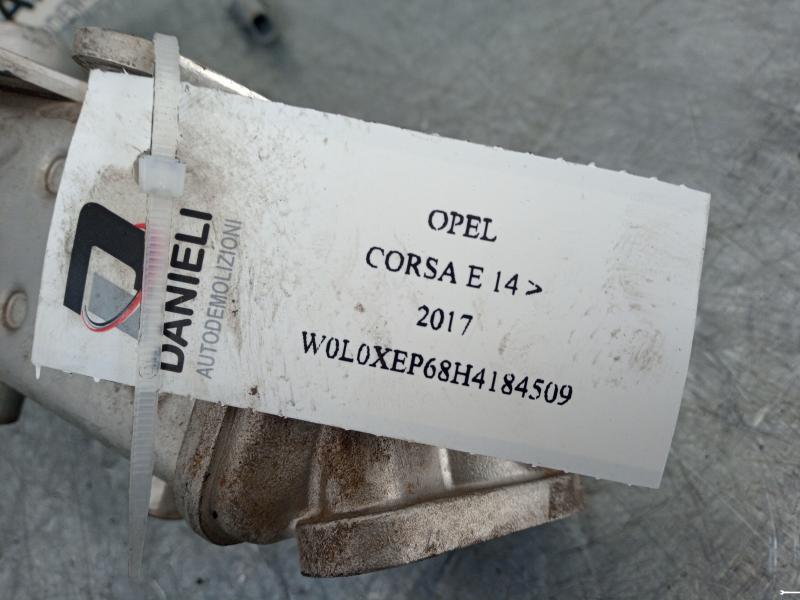 DANIELI
AUTODEMOLIZIONI
OPEL
CORSA E 14 >
2017
W0L0XEP68H4184509